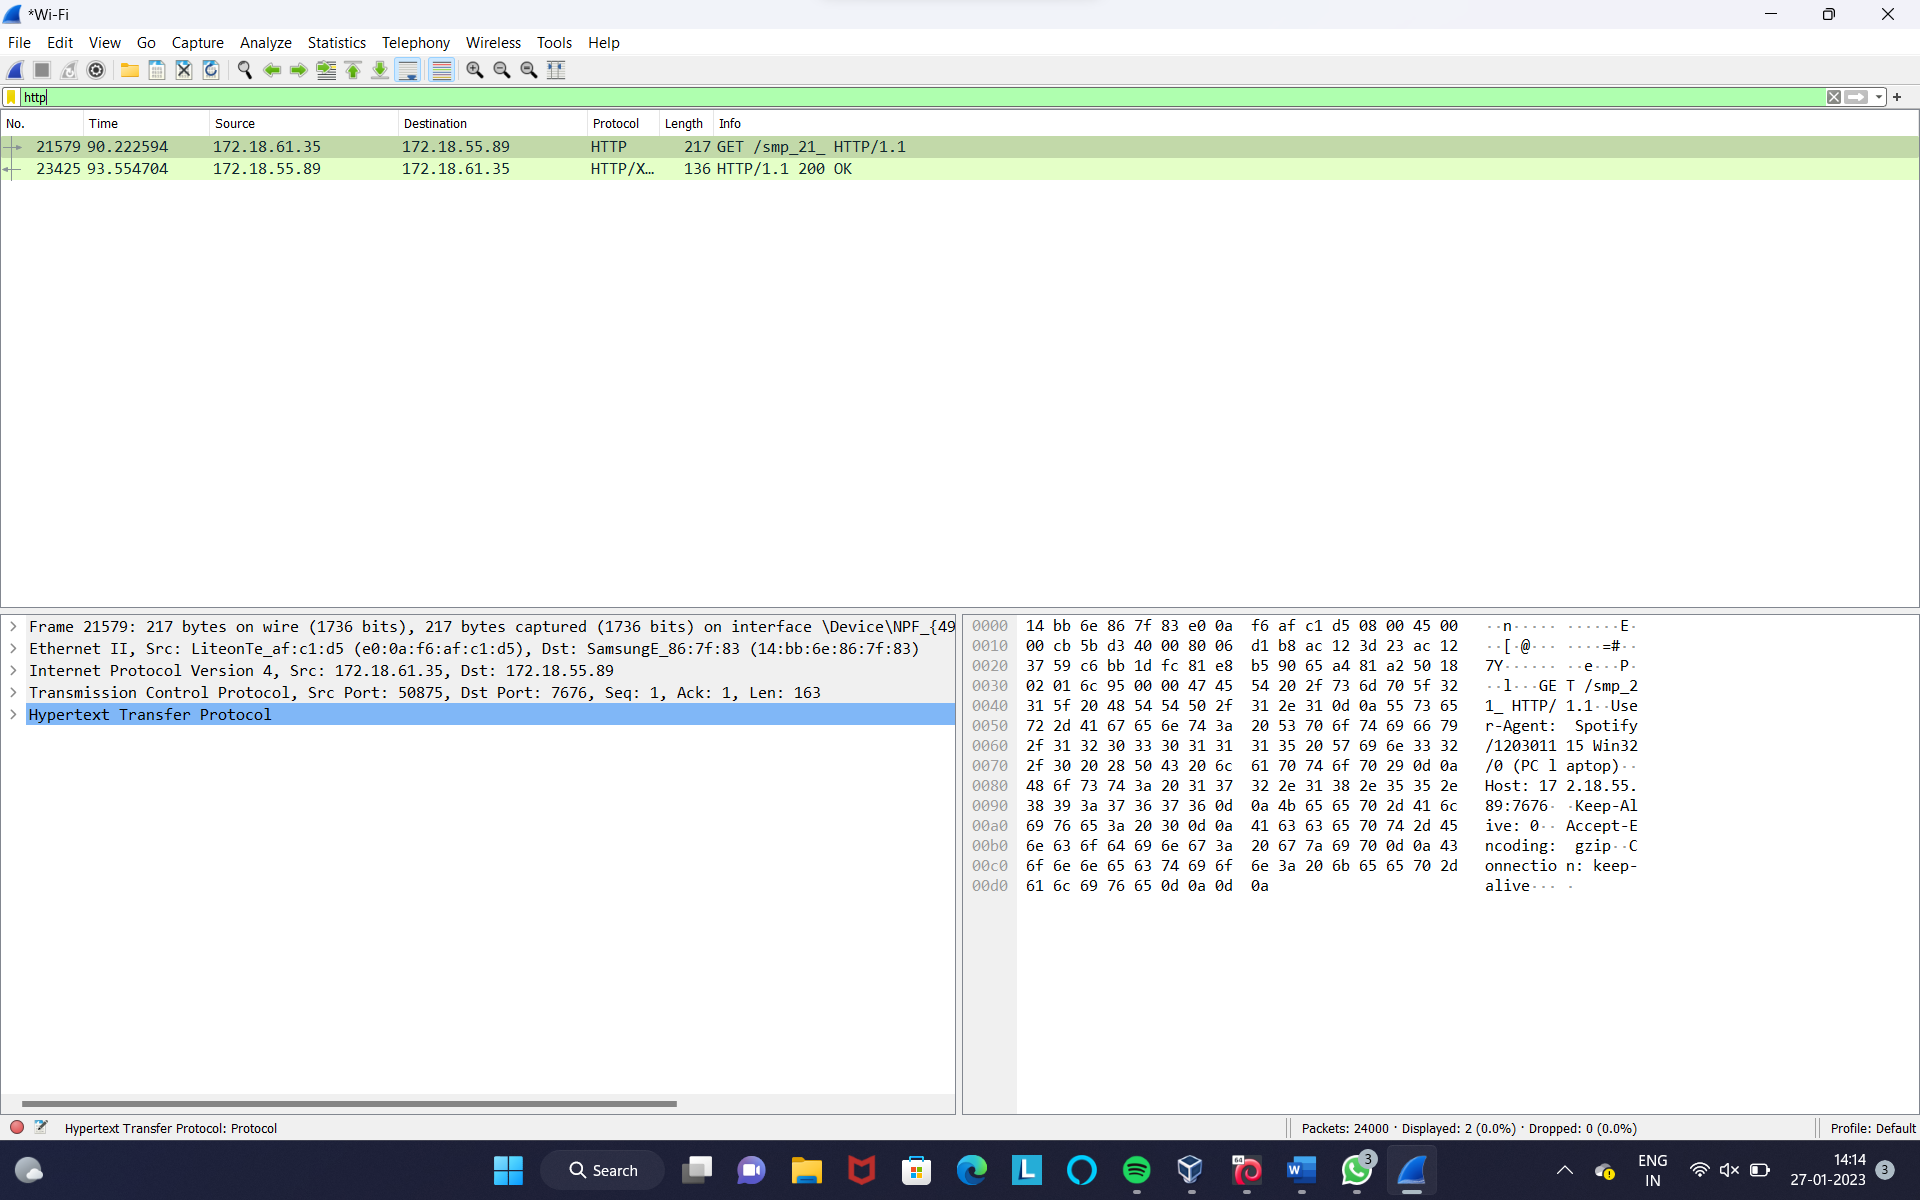 *Wi-Fi
File Edit View Go Capture Analyze Statistics Telephony Wireless Tools Help
http
No. Time Source Destination Protocol Length Info
21579 90.222594 172.18.61.35 172.18.55.89 HTTP 217 GET /smp_21_ HTTP/1.1
23425 93.554704 172.18.55.89 172.18.61.35 HTTP/X… 136 HTTP/1.1 200 OK
Frame 21579: 217 bytes on wire (1736 bits), 217 bytes captured (1736 bits) on interface \Device\NPF_{49
Ethernet II, Src: LiteonTe_af:c1:d5 (e0:0a:f6:af:c1:d5), Dst: SamsungE_86:7f:83 (14:bb:6e:86:7f:83)
Internet Protocol Version 4, Src: 172.18.61.35, Dst: 172.18.55.89
Transmission Control Protocol, Src Port: 50875, Dst Port: 7676, Seq: 1, Ack: 1, Len: 163
Hypertext Transfer Protocol
0000 14 bb 6e 86 7f 83 e0 0a f6 af c1 d5 08 00 45 00 ··n····· ······E·
0010 00 cb 5b d3 40 00 80 06 d1 b8 ac 12 3d 23 ac 12 ··[·@··· ····=#··
0020 37 59 c6 bb 1d fc 81 e8 b5 90 65 a4 81 a2 50 18 7Y······ ··e···P·
0030 02 01 6c 95 00 00 47 45 54 20 2f 73 6d 70 5f 32 ··l···GE T /smp_2
0040 31 5f 20 48 54 54 50 2f 31 2e 31 0d 0a 55 73 65 1_ HTTP/ 1.1··Use
0050 72 2d 41 67 65 6e 74 3a 20 53 70 6f 74 69 66 79 r-Agent: Spotify
0060 2f 31 32 30 33 30 31 31 31 35 20 57 69 6e 33 32 /1203011 15 Win32
0070 2f 30 20 28 50 43 20 6c 61 70 74 6f 70 29 0d 0a /0 (PC l aptop)··
0080 48 6f 73 74 3a 20 31 37 32 2e 31 38 2e 35 35 2e Host: 17 2.18.55.
0090 38 39 3a 37 36 37 36 0d 0a 4b 65 65 70 2d 41 6c 89:7676· ·Keep-Al
00a0 69 76 65 3a 20 30 0d 0a 41 63 63 65 70 74 2d 45 ive: 0·· Accept-E
00b0 6e 63 6f 64 69 6e 67 3a 20 67 7a 69 70 0d 0a 43 ncoding: gzip··C
00c0 6f 6e 6e 65 63 74 69 6f 6e 3a 20 6b 65 65 70 2d onnectio n: keep-
00d0 61 6c 69 76 65 0d 0a 0d 0a alive··· ·
Hypertext Transfer Protocol: Protocol
Packets: 24000 · Displayed: 2 (0.0%) · Dropped: 0 (0.0%)
Profile: Default
Search
64
3
ENG
IN
14:14
27-01-2023
3